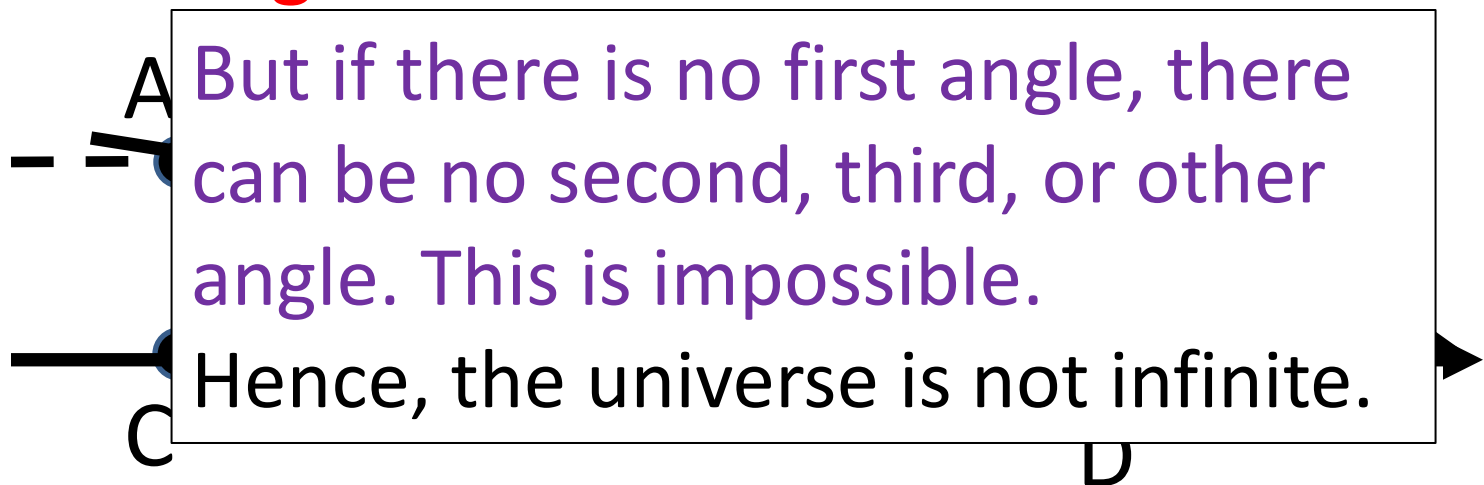 A
But if there is no first angle, there
can be no second, third, or other
angle. This is impossible.
Hence, the universe is not infinite.
C
D